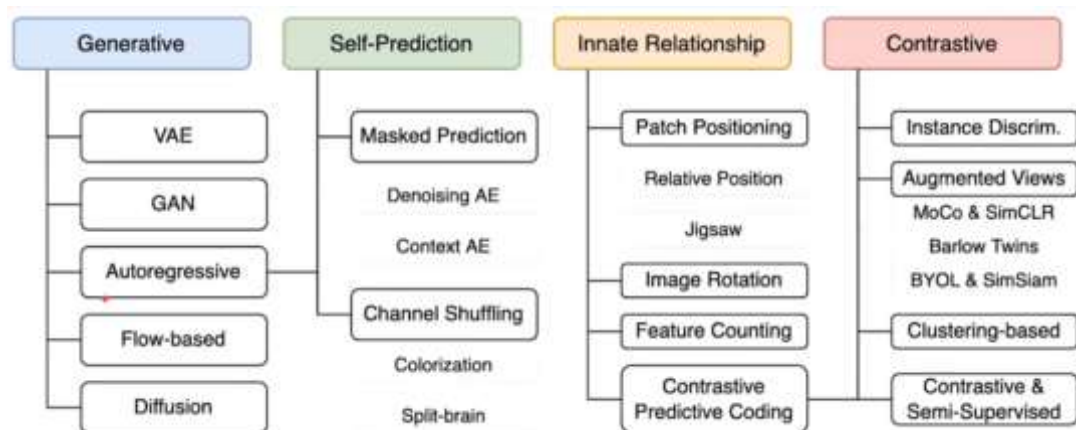 Generative
VAE
GAN
Autoregressive
Flow-based
Diffusion
Self-Prediction
Masked Prediction
Denoising AE
Context AE
Channel Shuffling
Colorization
Split-brain
Innate Relationship
Patch Positioning
Relative Position
Jigsaw
Image Rotation
Feature Counting
Contrastive
Predictive Coding
Contrastive
Instance Discrim.
Augmented Views
MoCo & SimCLR
Barlow Twins
BYOL & SimSiam
Clustering-based
Contrastive &
Semi-Supervised